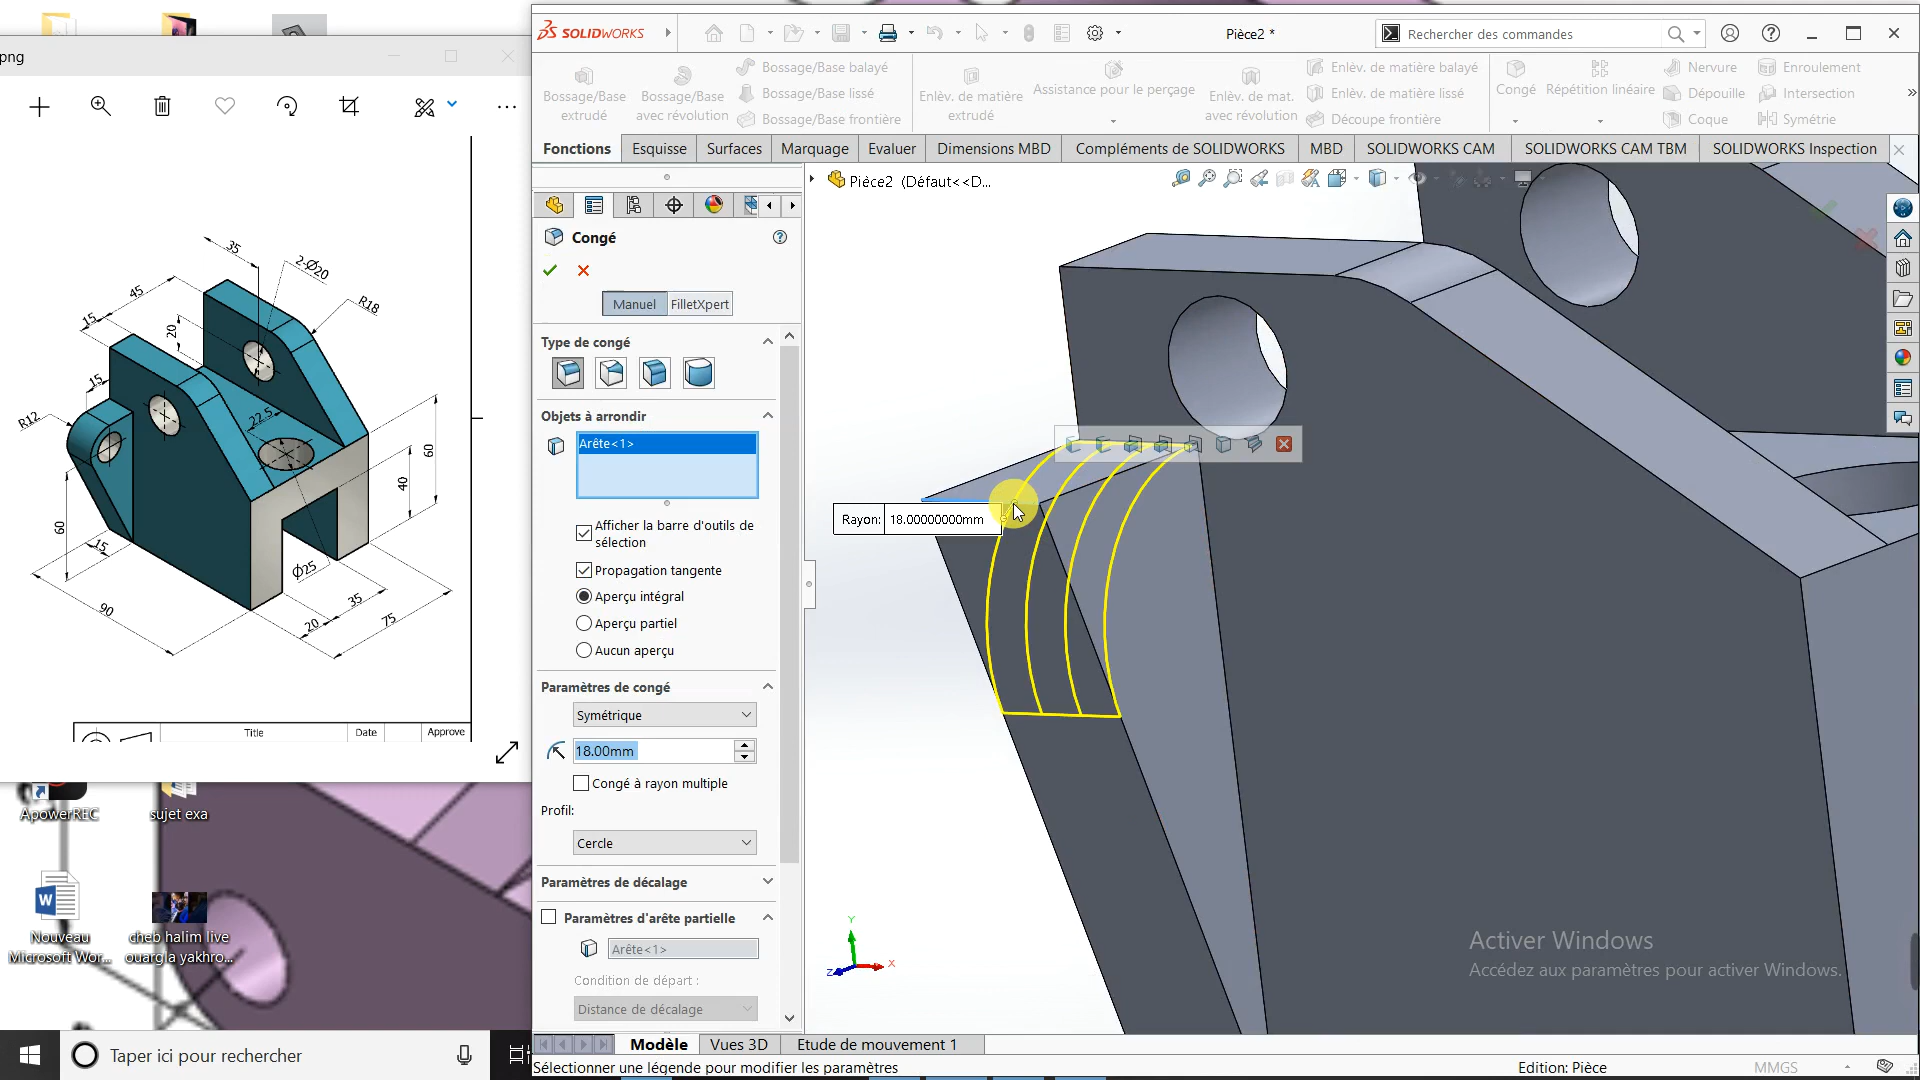 png
35
2-Ø20
R18
45
15
20
15
R12
22.5
60
40
60
15
Ø25
90
20
35
75
Title
Date
Approve
ApowerREC
sujet exa
Nouveau
Microsoft Wor...
cheb halim live
ouarg a yakhro...
Taper ici pour rechercher
SOLIDWORKS
Pièce2 *
Rechercher des commandes
Bossage/Base
extrudé
Bossage/Base
avec révolution
Bossage/Base balayé
Bossage/Base lissé
Bossage/Base frontière
Enlèv. de matière
extrudé
Assistance pour le perçage
Enlèv. de mat.
avec révolution
Enlèv. de matière balayé
Enlèv. de matière lissé
Découpe frontière
Congé
Répétition linéaire
Nervure
Dépouille
Coque
Enroulement
Intersection
Symétrie
Fonctions
Esquisse
Surfaces
Marquage
Evaluer
Dimensions MBD
Compléments de SOLIDWORKS
MBD
SOLIDWORKS CAM
SOLIDWORKS CAM TBM
SOLIDWORKS Inspection
Pièce2 (Défaut<<D...
Congé
Manuel
FilletXpert
Type de congé
Objets à arrondir
Arête<1>
Afficher la barre d'outils de
sélection
Propagation tangente
Aperçu intégral
Aperçu partiel
Aucun aperçu
Paramètres de congé
Symétrique
18.00mm
Congé à rayon multiple
Profil:
Cercle
Paramètres de décalage
Paramètres d'arête partielle
Arête<1>
Condition de départ :
Distance de décalage
Rayon: 18.00000000mm
Y
X
Z
Activer Windows
Accédez aux paramètres pour activer Windows.
Modèle
Vues 3D
Etude de mouvement 1
Sélectionner une légende pour modifier les paramètres
Edition: Pièce
MMGS